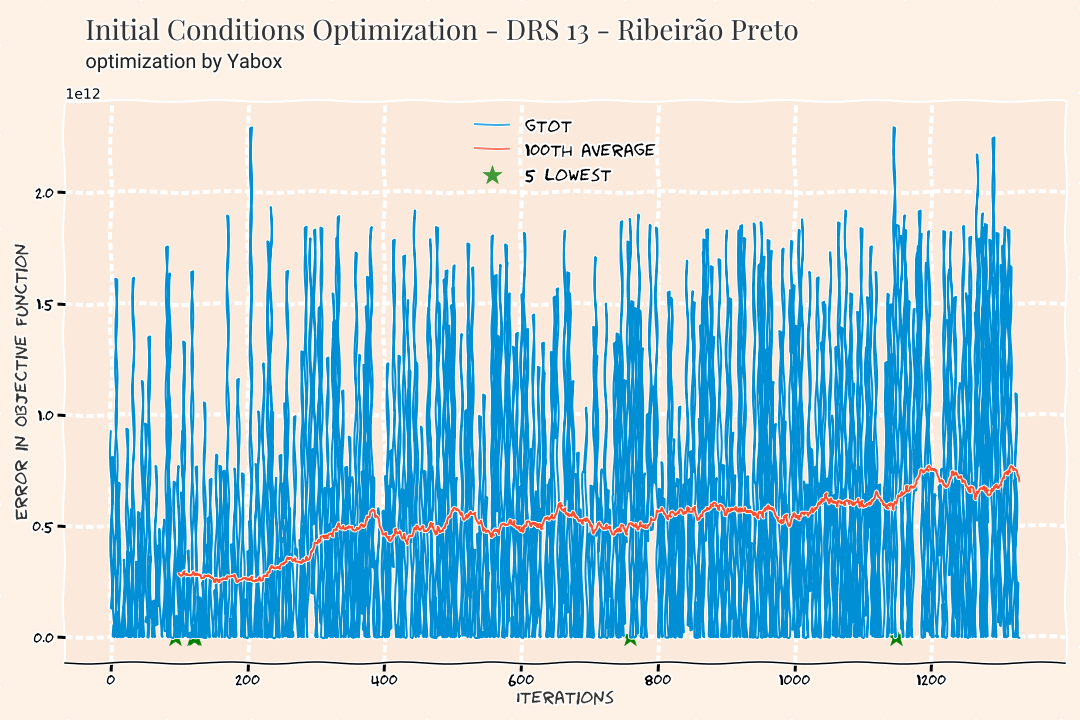 Initial Conditions Optimization - DRS 13 - Ribeirão Preto
optimization by Yabox
1e12
GTOT
100TH AVERAGE
5 LOWEST
ERROR IN OBJECTIVE FUNCTION
2.0
1.5
1.0
0.5
0.0
0 200 400 600 800 1000 1200
ITERATIONS